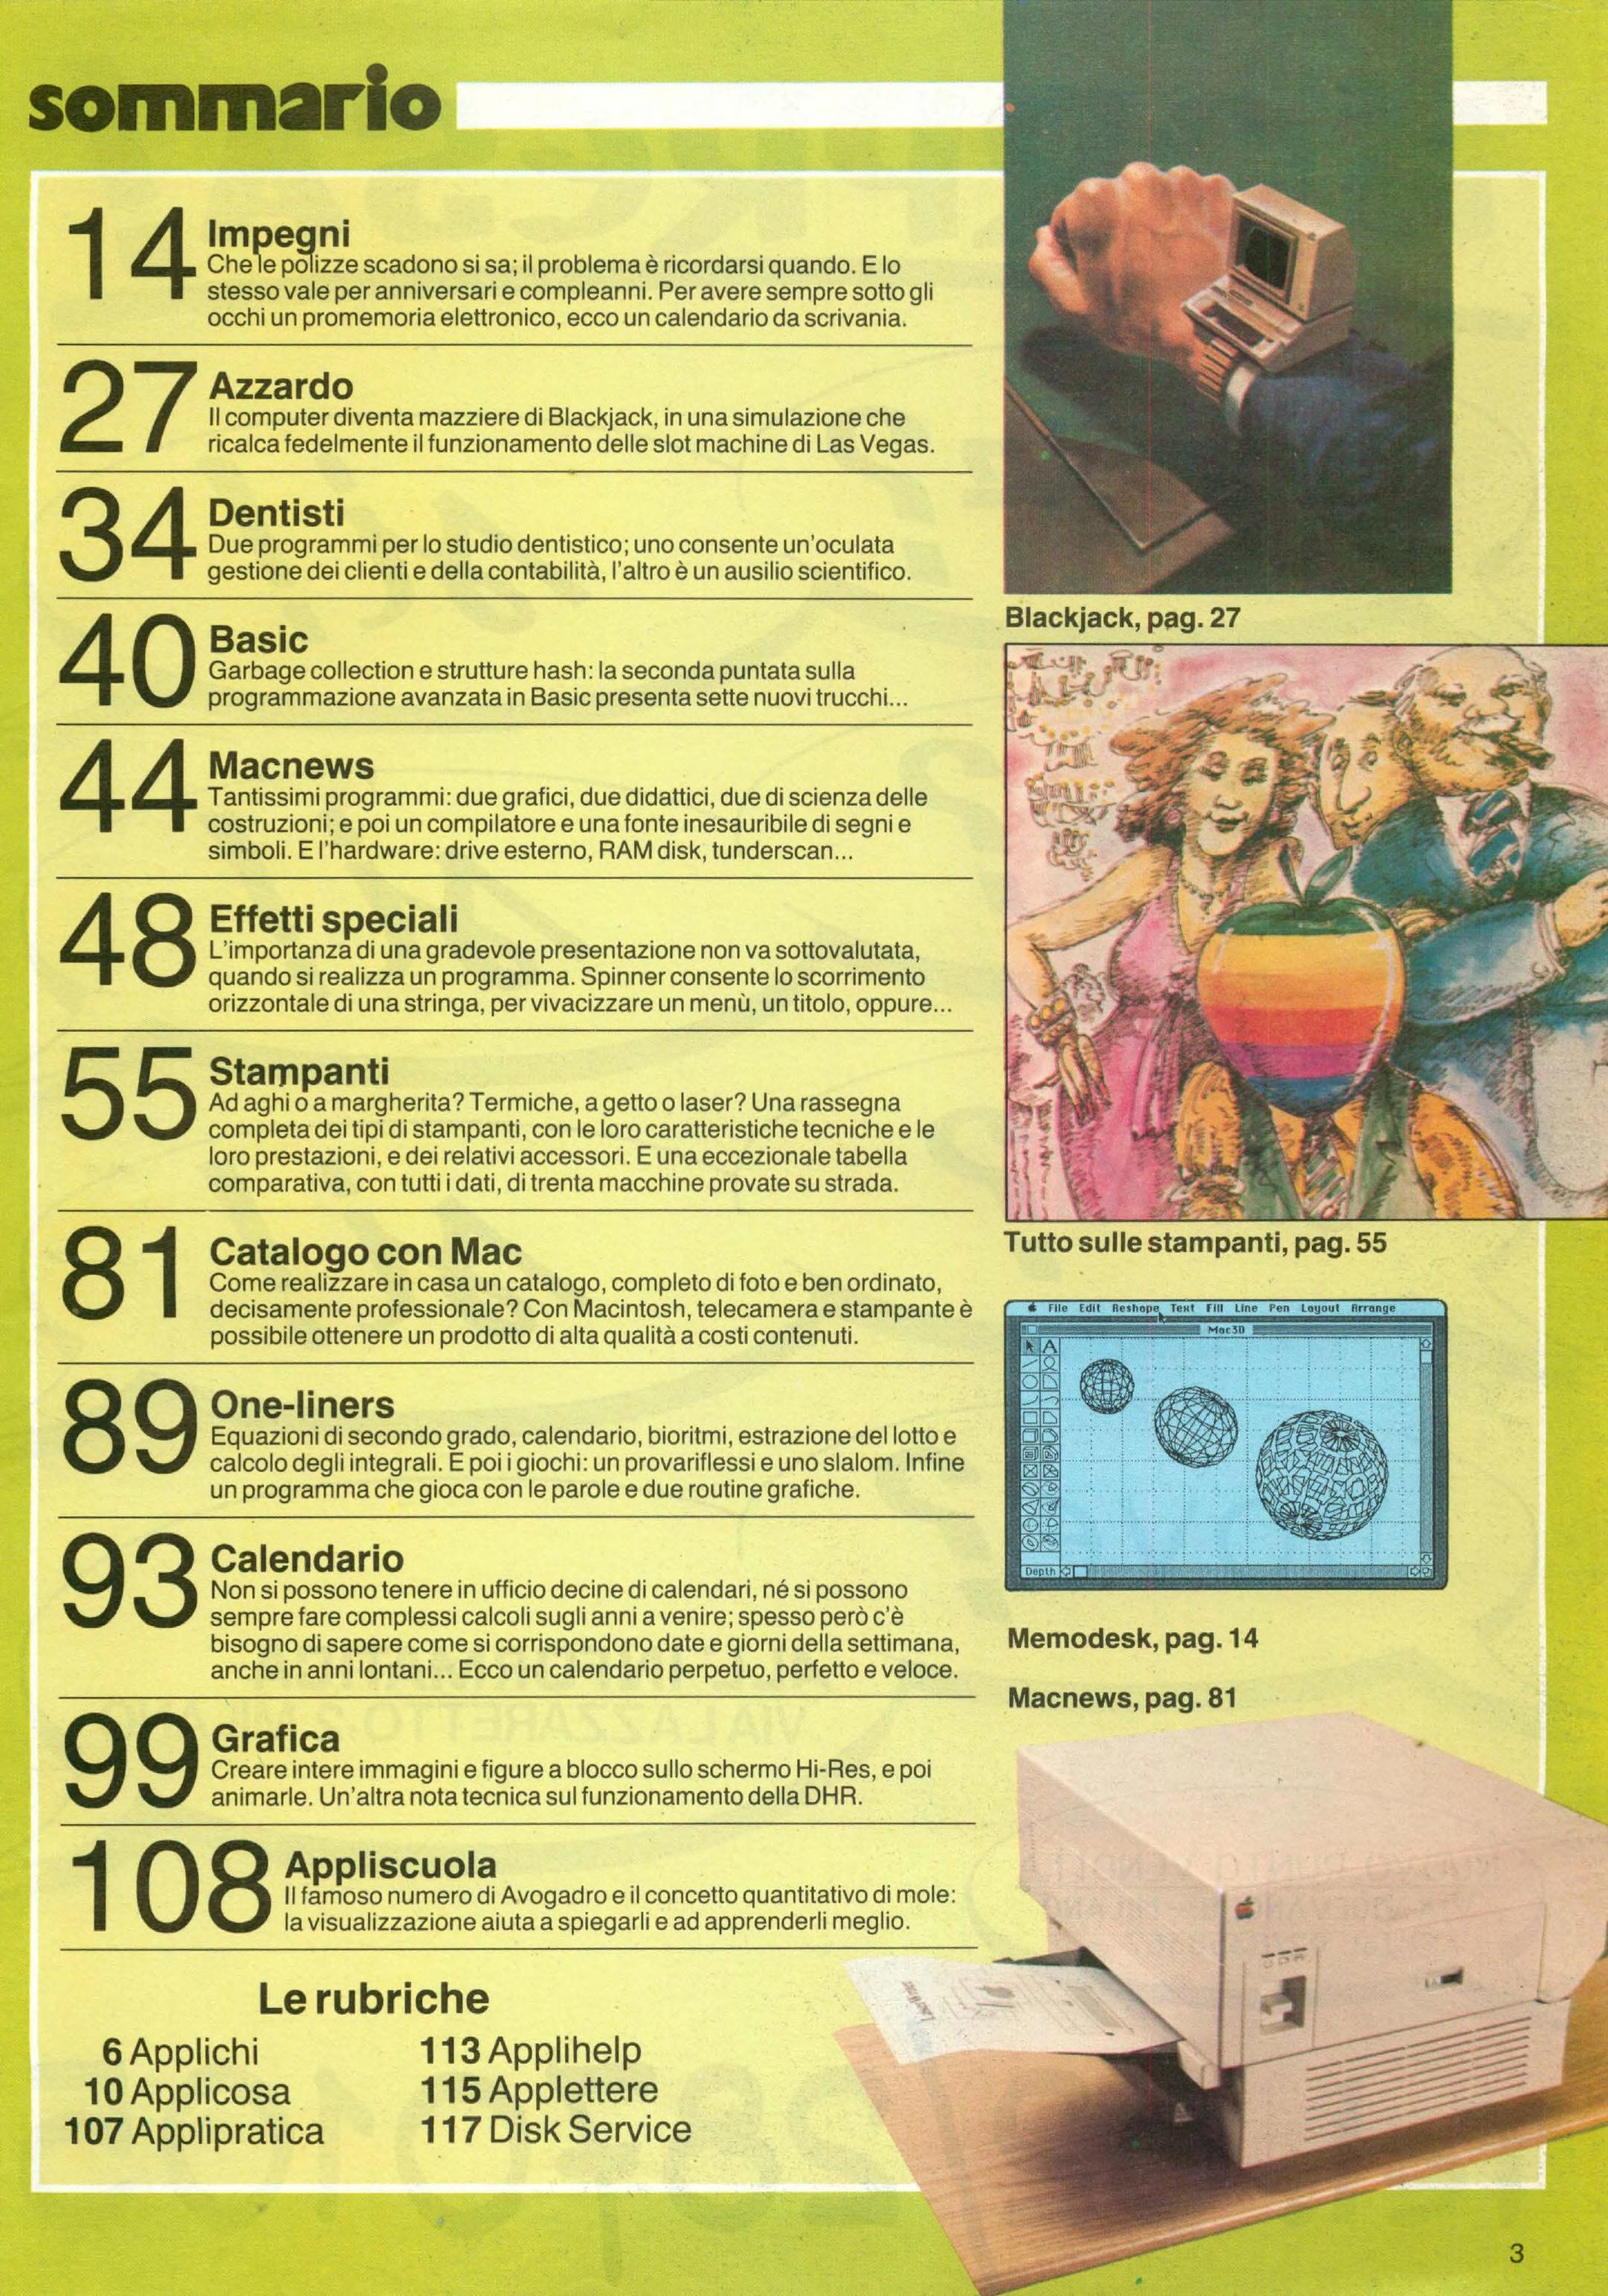 sommario
14 Impegni
Che le polizze scadono si sa; il problema è ricordarsi quando. E lo
stesso vale per anniversari e compleanni. Per avere sempre sotto gli
occhi un promemoria elettronico, ecco un calendario da scrivania.
27 Azzardo
Il computer diventa mazziere di Blackjack, in una simulazione che
ricalca fedelmente il funzionamento delle slot machine di Las Vegas.
34 Dentisti
Due programmi per lo studio dentistico; uno consente un'oculata
gestione dei clienti e della contabilità, l'altro è un ausilio scientifico.
40 Basic
Garbage collection e strutture hash: la seconda puntata sulla
programmazione avanzata in Basic presenta sette nuovi trucchi...
44 Macnews
Tantissimi programmi: due grafici, due didattici, due di scienza delle
costruzioni; e poi un compilatore e una fonte inesauribile di segni e
simboli. E l'hardware: drive esterno, RAM disk, tunderscan...
48 Effetti speciali
L'importanza di una gradevole presentazione non va sottovalutata,
quando si realizza un programma. Spinner consente lo scorrimento
orizzontale di una stringa, per vivacizzare un menù, un titolo, oppure...
55 Stampanti
Ad aghi o a margherita? Termiche, a getto o laser? Una rassegna
completa dei tipi di stampanti, con le loro caratteristiche tecniche e le
loro prestazioni, e dei relativi accessori. E una eccezionale tabella
comparativa, con tutti i dati, di trenta macchine provate su strada.
81 Catalogo con Mac
Come realizzare in casa un catalogo, completo di foto e ben ordinato,
decisamente professionale? Con Macintosh, telecamera e stampante è
possibile ottenere un prodotto di alta qualità a costi contenuti.
89 One-liners
Equazioni di secondo grado, calendario, bioritmi, estrazione del lotto e
calcolo degli integrali. E poi i giochi: un provariflessi e uno slalom. Infine
un programma che gioca con le parole e due routine grafiche.
93 Calendario
Non si possono tenere in ufficio decine di calendari, né si possono
sempre fare complessi calcoli sugli anni a venire; spesso però c'è
bisogno di sapere come si corrispondono date e giorni della settimana,
anche in anni lontani... Ecco un calendario perpetuo, perfetto e veloce.
99 Grafica
Creare intere immagini e figure a blocco sullo schermo Hi-Res, e poi
animarle. Un'altra nota tecnica sul funzionamento della DHR.
108 Appliscuola
Il famoso numero di Avogadro e il concetto quantitativo di mole:
la visualizzazione aiuta a spiegarli e ad apprenderli meglio.
Le rubriche
6 Applichi
10 Applicosa
107 Applipratica
113 Applihelp
115 Applettere
117 Disk Service
Blackjack, pag. 27
Tutto sulle stampanti, pag. 55
File Edit Reshape Text Fill Line Pen Layout Arrange
Mac3D
A
Depth
Memodesk, pag. 14
Macnews, pag. 81
3